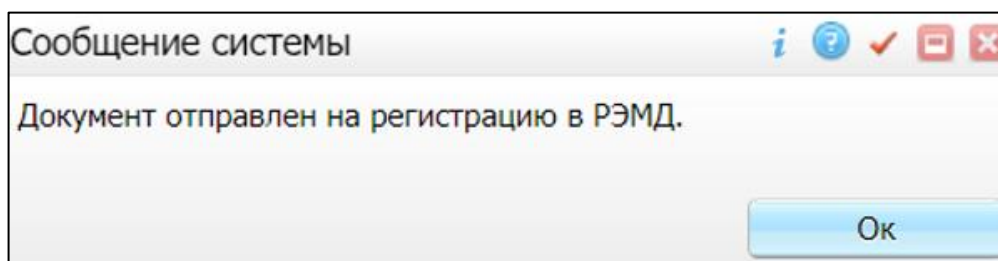 Сообщение системы
Документ отправлен на регистрацию в РЭМД.
Ок